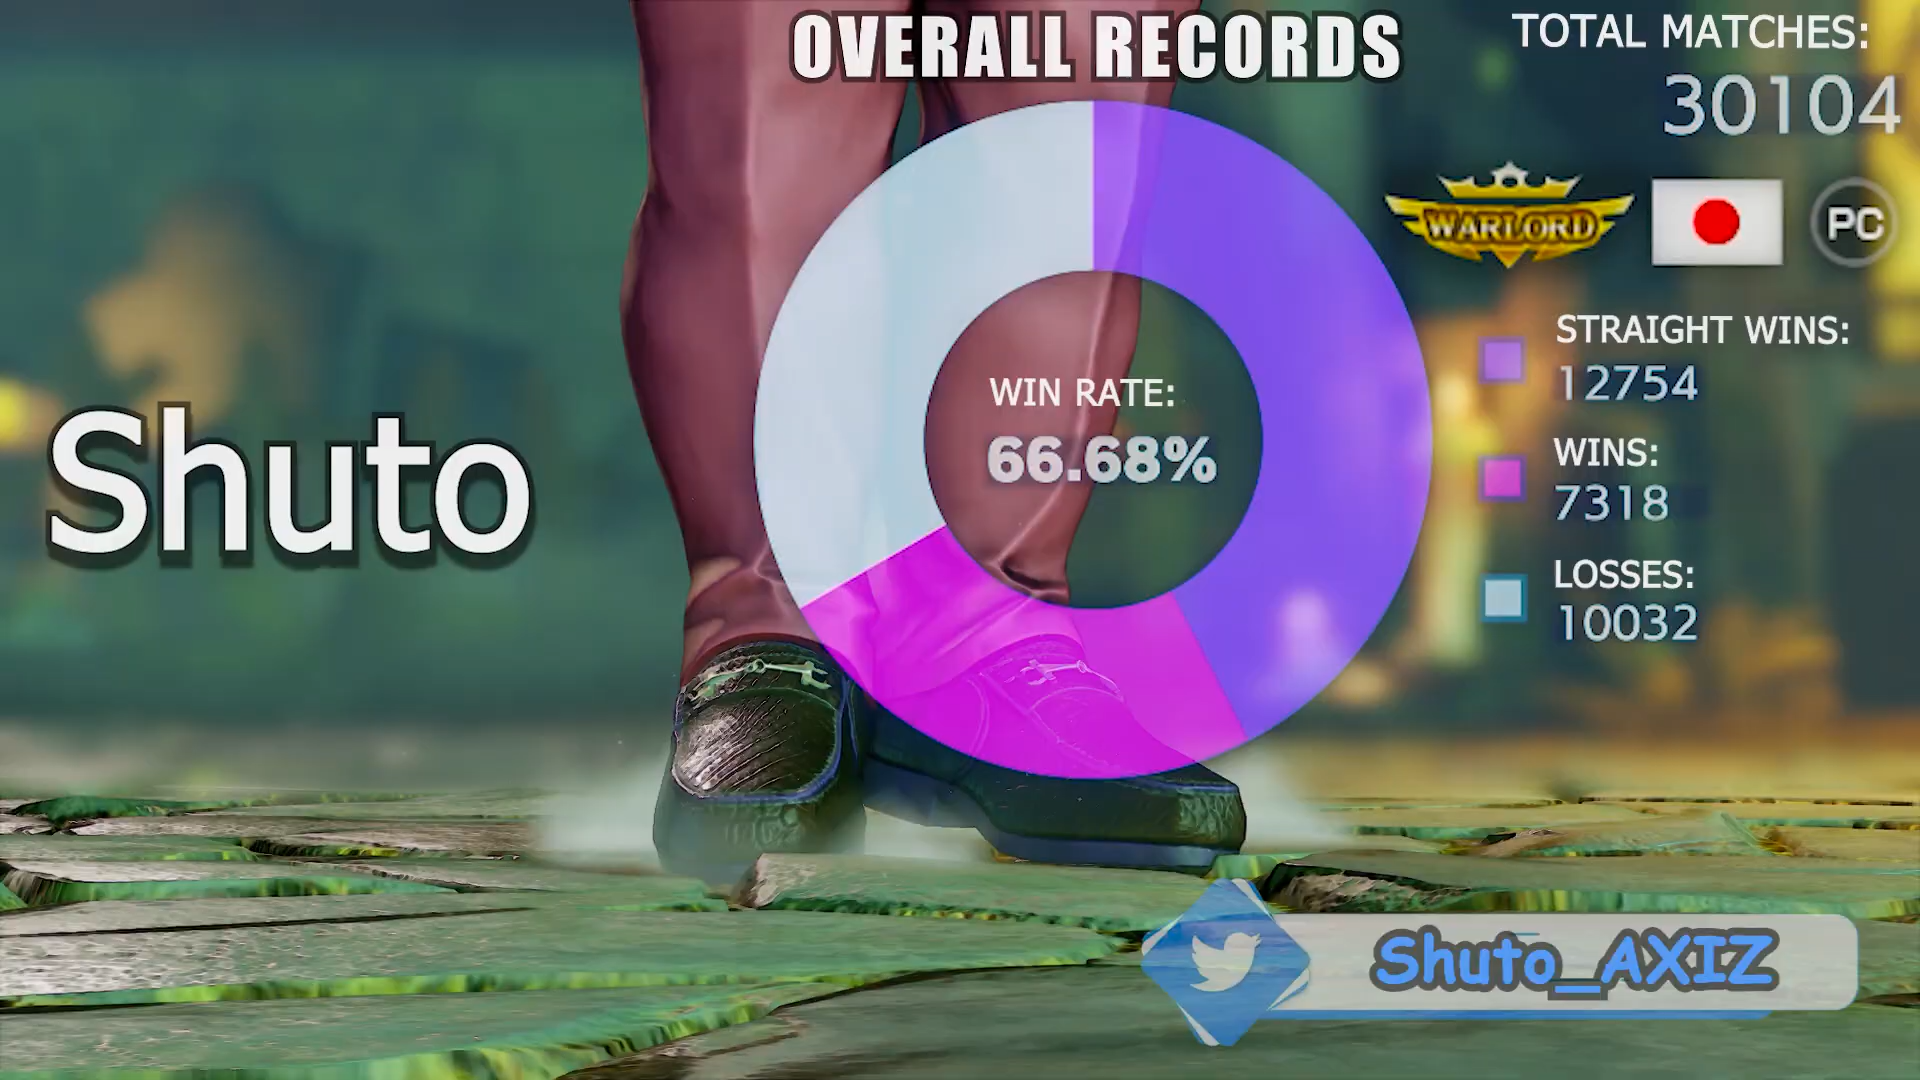 OVERALL RECORDS
TOTAL MATCHES:
30104
WARLORD
PC
STRAIGHT WINS:
12754
WIN RATE:
66.68%
WINS:
7318
Shuto
LOSSES:
10032
Shuto_AXIZ